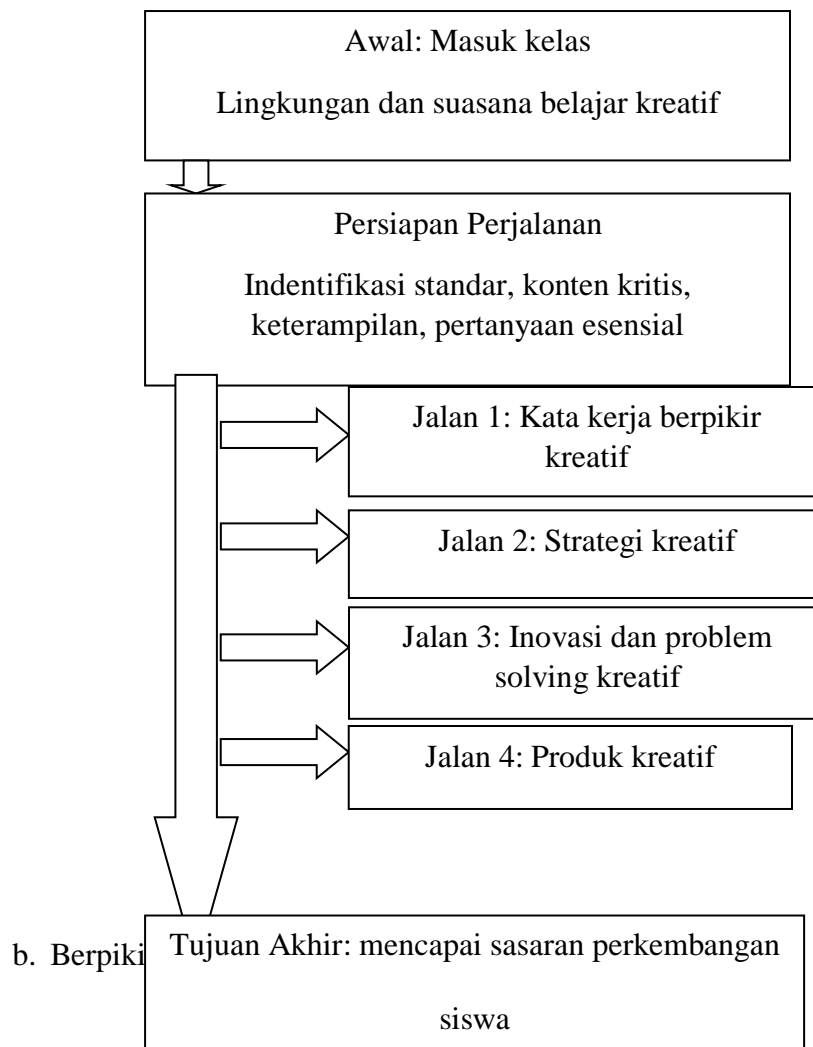 Awal: Masuk kelas
Lingkungan dan suasana belajar kreatif
Persiapan Perjalanan
Indentifikasi standar, konten kritis,
keterampilan, pertanyaan esensial
Jalan 1: Kata kerja berpikir
kreatif
Jalan 2: Strategi kreatif
Jalan 3: Inovasi dan problem
solving kreatif
Jalan 4: Produk kreatif
b. Berpiki
Tujuan Akhir: mencapai sasaran perkembangan
siswa